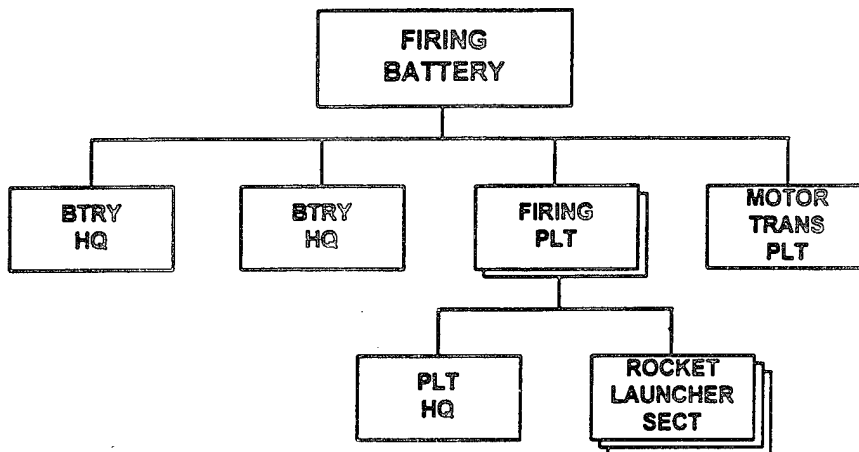 FIRING
BATTERY
BTRY
HQ
BTRY
HQ
FIRING
PLT
MOTOR
TRANS
PLT
PLT
HQ
ROCKET
LAUNCHER
SECT